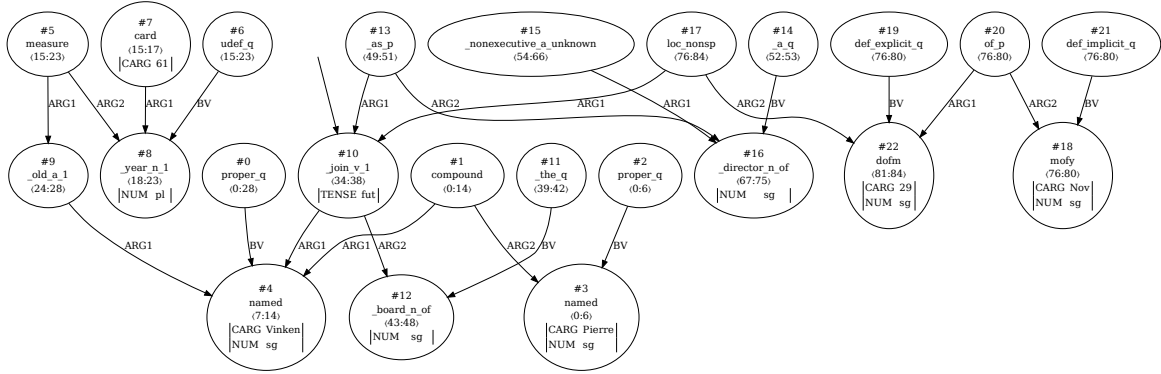 #5
measure
⟨15:23⟩
#7
card
⟨15:17⟩
CARG 61
#6
udef_q
⟨15:23⟩
#13
_as_p
⟨49:51⟩
#15
_nonexecutive_a_unknown
⟨54:66⟩
#17
loc_nonsp
⟨76:84⟩
#14
_a_q
⟨52:53⟩
#19
def_explicit_q
⟨76:80⟩
#20
of_p
⟨76:80⟩
#21
def_implicit_q
⟨76:80⟩
ARG1
ARG2
ARG1
BV
ARG1
ARG2
ARG1
ARG1
ARG2
BV
BV
ARG1
ARG2
BV
#9
_old_a_1
⟨24:28⟩
#8
_year_n_1
⟨18:23⟩
NUM pl
#0
proper_q
⟨0:28⟩
#10
_join_v_1
⟨34:38⟩
TENSE fut
#1
compound
⟨0:14⟩
#11
_the_q
⟨39:42⟩
#2
proper_q
⟨0:6⟩
#16
_director_n_of
⟨67:75⟩
NUM sg
#22
dofm
⟨81:84⟩
CARG 29
NUM sg
#18
mofy
⟨76:80⟩
CARG Nov
NUM sg
ARG1
BV
ARG1
ARG1
ARG2
ARG2
BV
BV
#4
named
⟨7:14⟩
CARG Vinken
NUM sg
#12
_board_n_of
⟨43:48⟩
NUM sg
#3
named
⟨0:6⟩
CARG Pierre
NUM sg